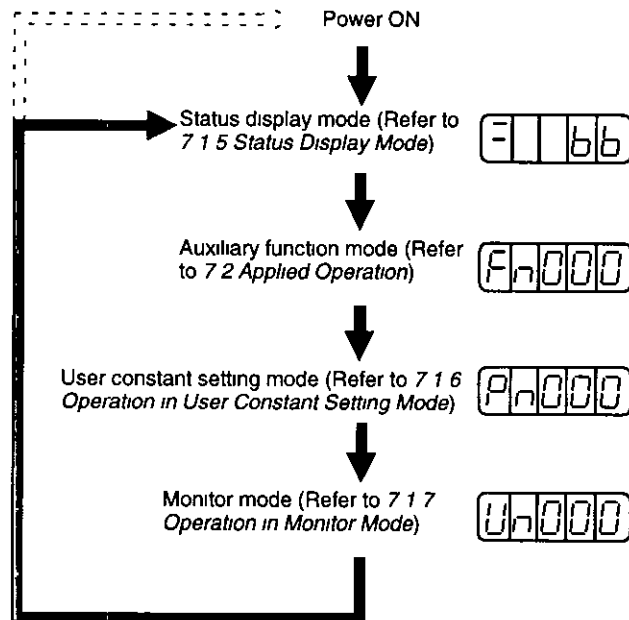 Power ON
Status display mode (Refer to
7 1 5 Status Display Mode)
bb
Auxiliary function mode (Refer
to 7 2 Applied Operation)
Fn000
User constant setting mode (Refer to 7 1 6
Operation in User Constant Setting Mode)
Pn000
Monitor mode (Refer to 7 1 7
Operation in Monitor Mode)
Un000